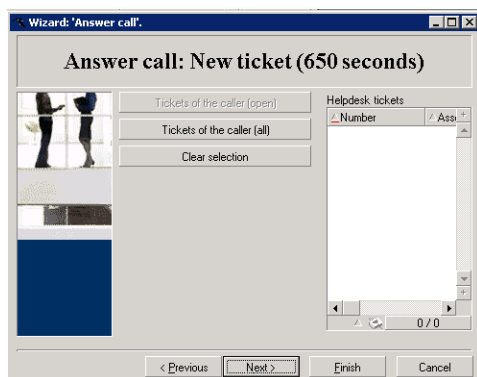 Wizard: 'Answer call'.
Answer call: New ticket (650 seconds)
Tickets of the caller (open)
Tickets of the caller (all)
Clear selection
Helpdesk tickets
Number
Assi
0 / 0
< Previous
Next >
Finish
Cancel